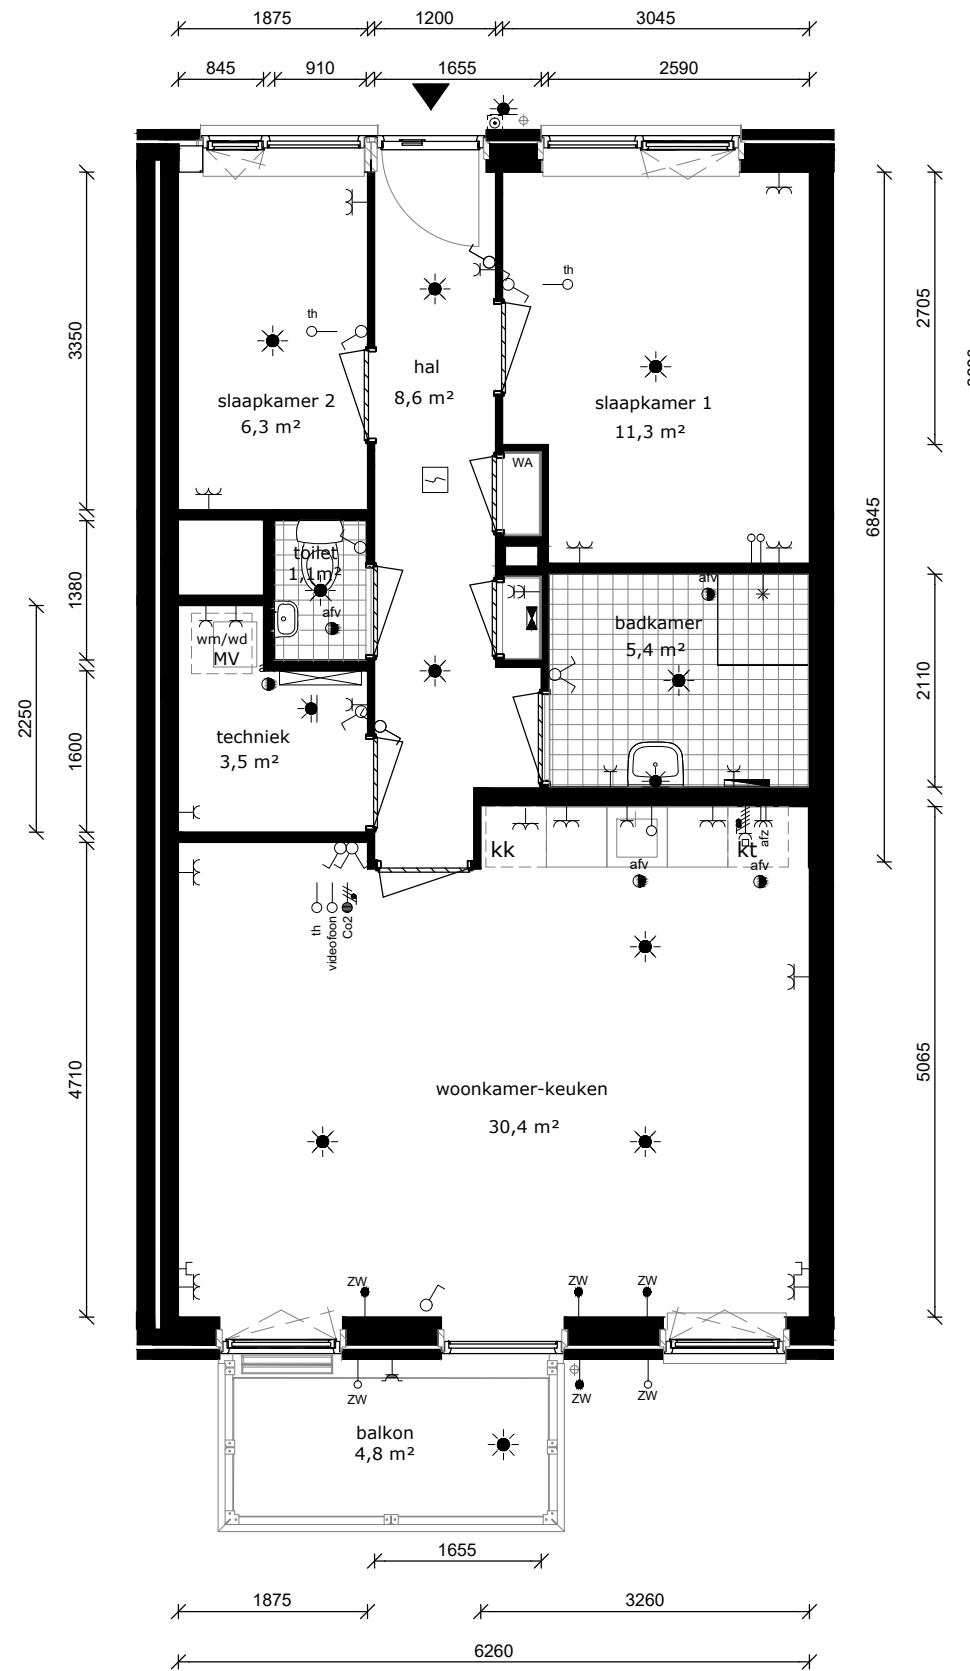 1875
1200
3045
845
910
1655
2590
3350
2705
6845
th
th
hal
8,6 m²
slaapkamer 2
6,3 m²
slaapkamer 1
11,3 m²
WA
1380
toilet
1,1m²
afv
afv
badkamer
5,4 m²
wm/wd
MV
2250
1600
2110
techniek
3,5 m²
kk
kt
afz
afv
afv
th
videofoon
Co2
4710
5065
woonkamer-keuken
30,4 m²
ZW
ZW
ZW
ZW
ZW
ZW
balkon
4,8 m²
1655
1875
3260
6260